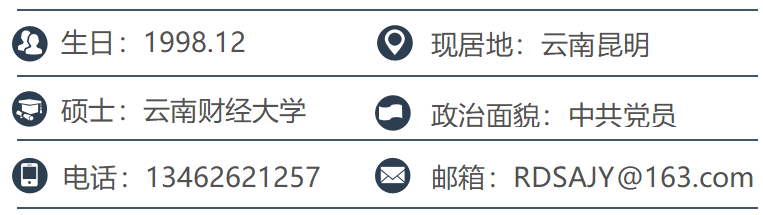 生日：1998.12
现居地：云南昆明
硕士：云南财经大学
政治面貌：中共党员
电话：13462621257
邮箱：RDSAJY@163.com